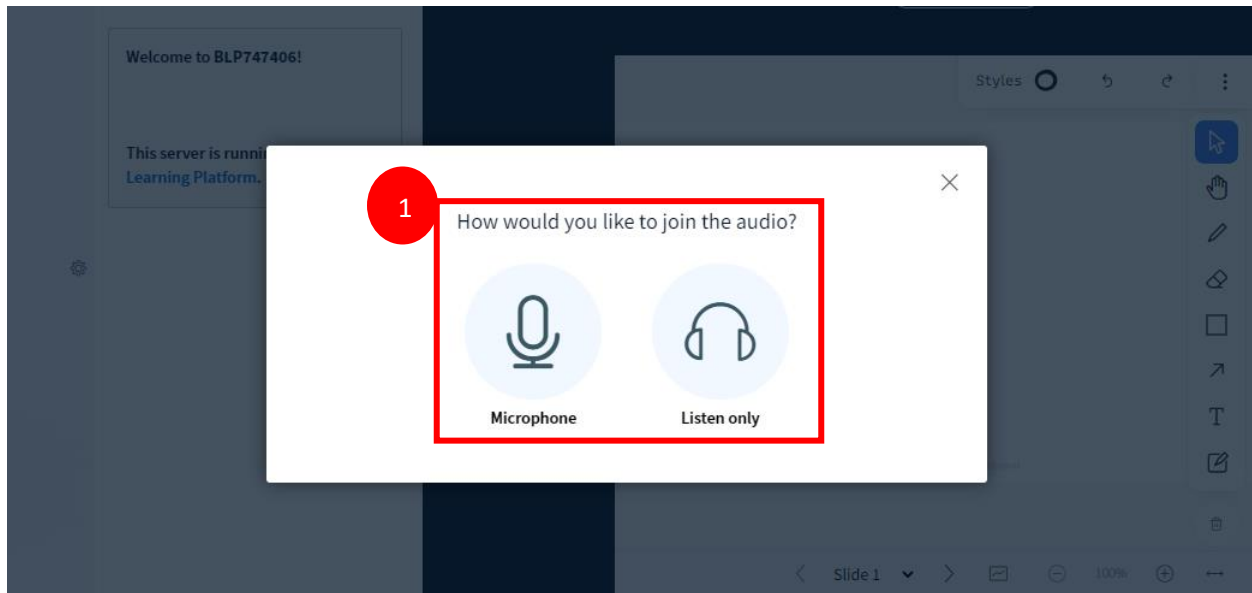 Welcome to BLP747406!
Styles
This server is runni
Learning Platform.
1
How would you like to join the audio?
Microphone
Listen only
T
Slide 1
100%